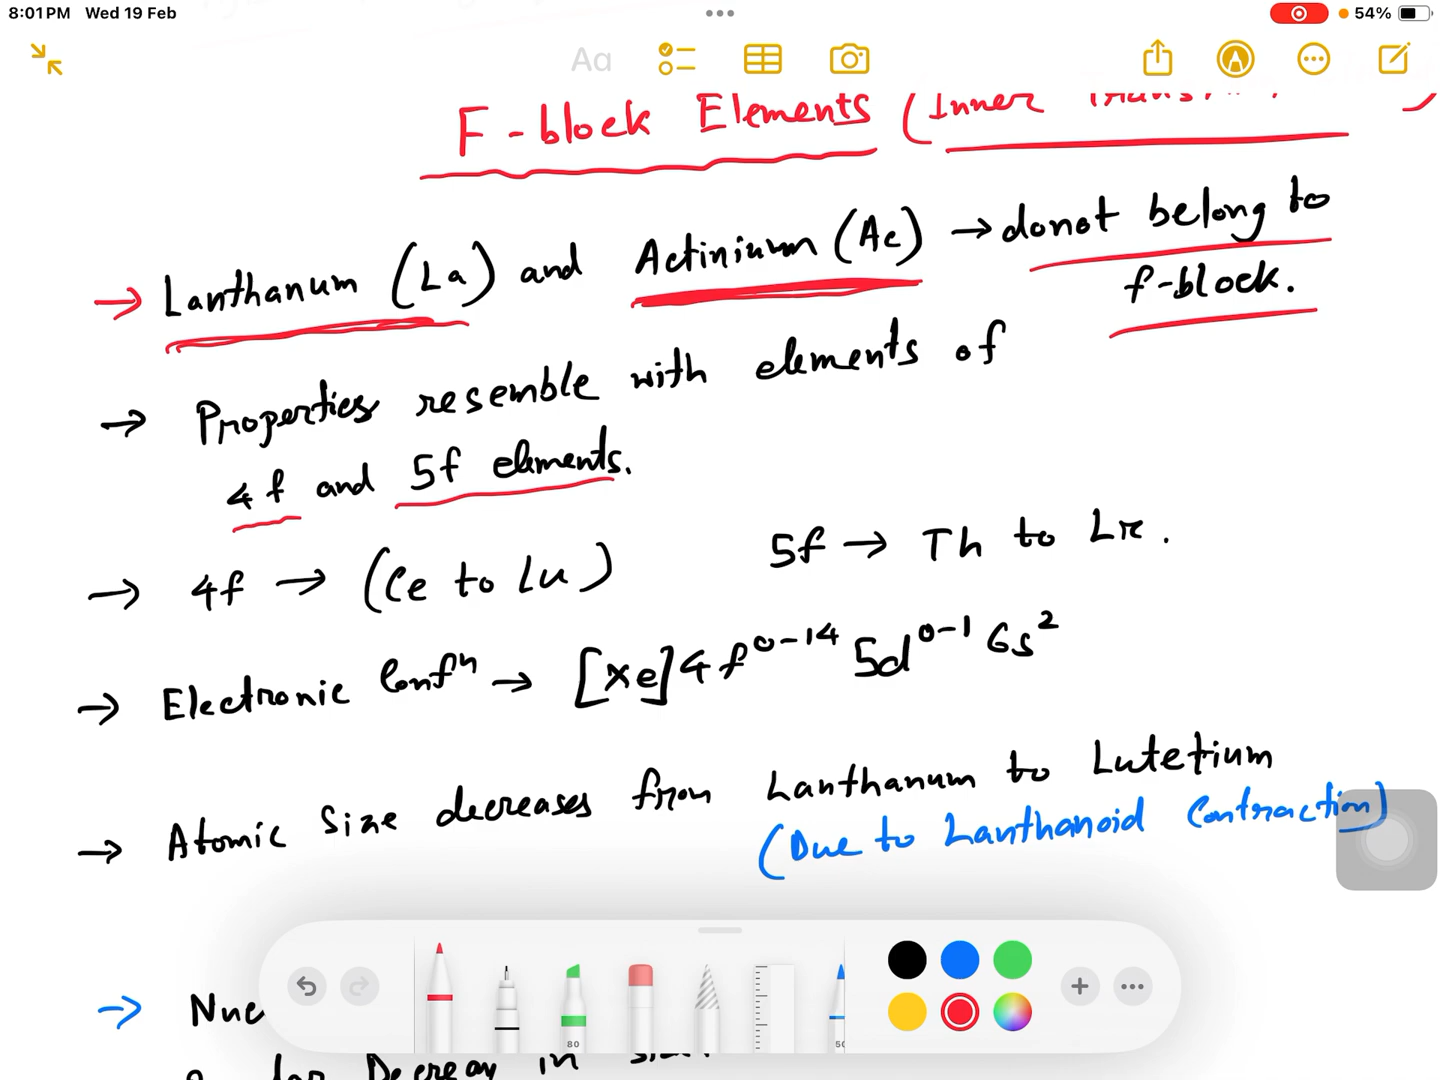 8:01 PM Wed 19 Feb
54%
Aa
F-block Elements (Inner
→ Lanthanum (La) and Actinium (Ac) → donot belong to
f-block.
→ Properties resemble with elements of
4f and 5f elements.
→ 4f → (Ce to Lu) 5f → Th to Lr.
→ Electronic Confⁿ → [Xe] 4f⁰⁻¹⁴ 5d⁰⁻¹ 6s²
→ Atomic Size decreases from Lanthanum to Lutetium
(Due to Lanthanoid Contraction)
→ Nuc
Decrease in
80
50